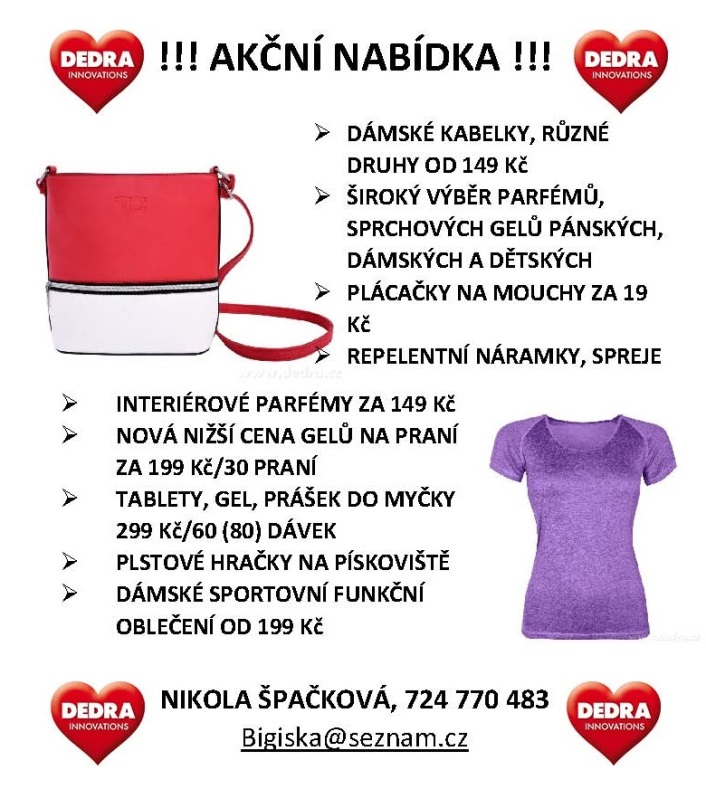 DEDRA
INNOVATIONS
!!! AKČNÍ NABÍDKA !!!
DEDRA
INNOVATIONS
➢ DÁMSKÉ KABELKY, RŮZNÉ
DRUHY OD 149 Kč
➢ ŠIROKÝ VÝBĚR PARFÉMŮ,
SPRCHOVÝCH GELŮ PÁNSKÝCH,
DÁMSKÝCH A DĚTSKÝCH
➢ PLÁCAČKY NA MOUCHY ZA 19
Kč
➢ REPELENTNÍ NÁRAMKY, SPREJE
www.dedra.cz
➢ INTERIÉROVÉ PARFÉMY ZA 149 Kč
➢ NOVÁ NIŽŠÍ CENA GELŮ NA PRANÍ
ZA 199 Kč/30 PRANÍ
➢ TABLETY, GEL, PRÁŠEK DO MYČKY
299 Kč/60 (80) DÁVEK
➢ PLSTOVÉ HRAČKY NA PÍSKOVIŠTĚ
➢ DÁMSKÉ SPORTOVNÍ FUNKČNÍ
OBLEČENÍ OD 199 Kč
DEDRA
INNOVATIONS
NIKOLA ŠPAČKOVÁ, 724 770 483
Bigiska@seznam.cz
DEDRA
INNOVATIONS